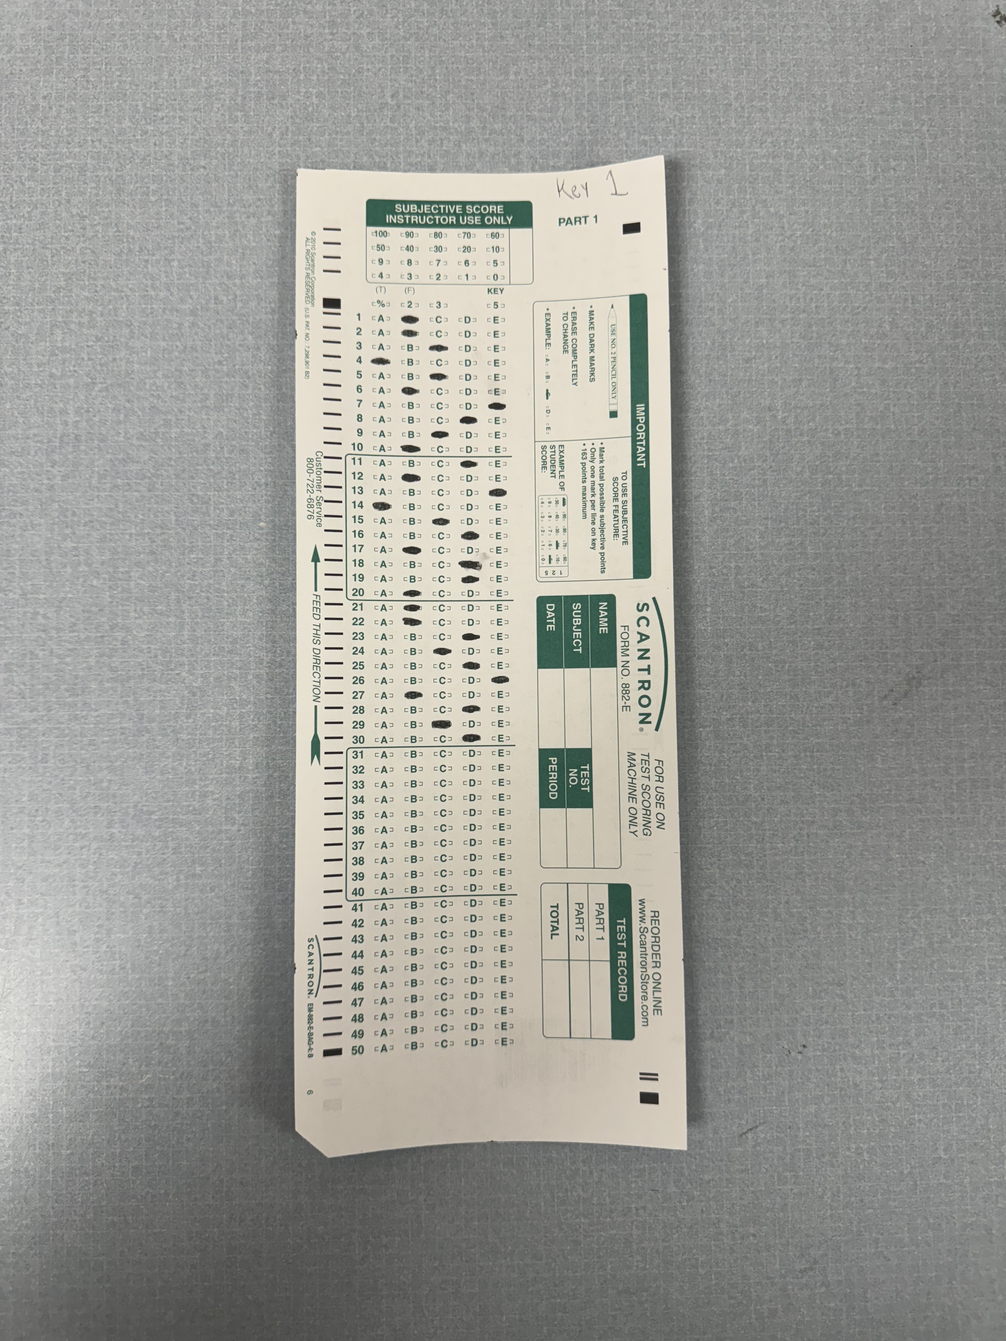 Key 1
PART 1
SUBJECTIVE SCORE
INSTRUCTOR USE ONLY
100 90 80 70 60
50 40 30 20 10
9 8 7 6 5
4 3 2 1 0
(T) (F) KEY
% 2 3 5
1 A C D E
2 A C D E
3 A B D E
4 B C D E
5 A B D E
6 A C D E
7 A B C D
8 A B C E
9 A B D E
10 A C D E
11 A B C E
12 A C D E
13 A B C D
14 B C D E
15 A B D E
16 A B C E
17 A C D E
18 A B C E
19 A B C E
20 A C D E
21 A C D E
22 A C D E
23 A B C E
24 A B D E
25 A B C E
26 A B C D
27 A C D E
28 A B C E
29 A B D E
30 A B C E
31 A B C D E
32 A B C D E
33 A B C D E
34 A B C D E
35 A B C D E
36 A B C D E
37 A B C D E
38 A B C D E
39 A B C D E
40 A B C D E
41 A B C D E
42 A B C D E
43 A B C D E
44 A B C D E
45 A B C D E
46 A B C D E
47 A B C D E
48 A B C D E
49 A B C D E
50 A B C D E
IMPORTANT
USE NO. 2 PENCIL ONLY
• MAKE DARK MARKS
• ERASE COMPLETELY
TO CHANGE
• EXAMPLE: A B D E
TO USE SUBJECTIVE
SCORE FEATURE:
• Mark total possible subjective points
• Only one mark per line on key
• 163 points maximum
EXAMPLE OF
STUDENT
SCORE:
SCANTRON®
FORM NO. 882-E
NAME
SUBJECT
DATE
TEST
NO.
PERIOD
FOR USE ON
TEST SCORING
MACHINE ONLY
REORDER ONLINE
www.ScantronStore.com
TEST RECORD
PART 1
PART 2
TOTAL
© 2010 Scantron Corporation
ALL RIGHTS RESERVED.
Customer Service
800-722-6876
FEED THIS DIRECTION
SCANTRON.
6